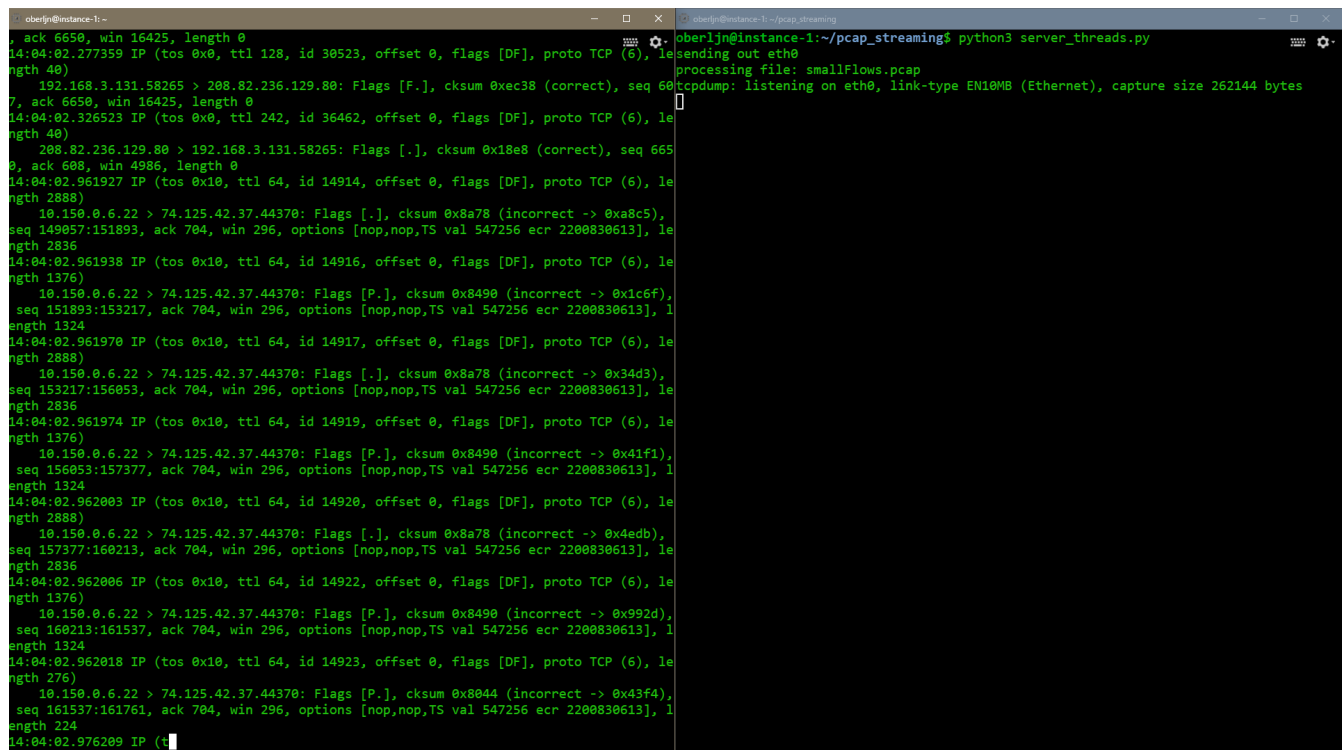 oberljn@instance-1: ~
, ack 6650, win 16425, length 0
14:04:02.277359 IP (tos 0x0, ttl 128, id 30523, offset 0, flags [DF], proto TCP (6), le
ngth 40)
    192.168.3.131.58265 > 208.82.236.129.80: Flags [F.], cksum 0xec38 (correct), seq 60
7, ack 6650, win 16425, length 0
14:04:02.326523 IP (tos 0x0, ttl 242, id 36462, offset 0, flags [DF], proto TCP (6), le
ngth 40)
    208.82.236.129.80 > 192.168.3.131.58265: Flags [.], cksum 0x18e8 (correct), seq 665
0, ack 608, win 4986, length 0
14:04:02.961927 IP (tos 0x10, ttl 64, id 14914, offset 0, flags [DF], proto TCP (6), le
ngth 2888)
    10.150.0.6.22 > 74.125.42.37.44370: Flags [.], cksum 0x8a78 (incorrect -> 0xa8c5),
seq 149057:151893, ack 704, win 296, options [nop,nop,TS val 547256 ecr 2200830613], le
ngth 2836
14:04:02.961938 IP (tos 0x10, ttl 64, id 14916, offset 0, flags [DF], proto TCP (6), le
ngth 1376)
    10.150.0.6.22 > 74.125.42.37.44370: Flags [P.], cksum 0x8490 (incorrect -> 0x1c6f),
 seq 151893:153217, ack 704, win 296, options [nop,nop,TS val 547256 ecr 2200830613], l
ength 1324
14:04:02.961970 IP (tos 0x10, ttl 64, id 14917, offset 0, flags [DF], proto TCP (6), le
ngth 2888)
    10.150.0.6.22 > 74.125.42.37.44370: Flags [.], cksum 0x8a78 (incorrect -> 0x34d3),
seq 153217:156053, ack 704, win 296, options [nop,nop,TS val 547256 ecr 2200830613], le
ngth 2836
14:04:02.961974 IP (tos 0x10, ttl 64, id 14919, offset 0, flags [DF], proto TCP (6), le
ngth 1376)
    10.150.0.6.22 > 74.125.42.37.44370: Flags [P.], cksum 0x8490 (incorrect -> 0x41f1),
 seq 156053:157377, ack 704, win 296, options [nop,nop,TS val 547256 ecr 2200830613], l
ength 1324
14:04:02.962003 IP (tos 0x10, ttl 64, id 14920, offset 0, flags [DF], proto TCP (6), le
ngth 2888)
    10.150.0.6.22 > 74.125.42.37.44370: Flags [.], cksum 0x8a78 (incorrect -> 0x4edb),
seq 157377:160213, ack 704, win 296, options [nop,nop,TS val 547256 ecr 2200830613], le
ngth 2836
14:04:02.962006 IP (tos 0x10, ttl 64, id 14922, offset 0, flags [DF], proto TCP (6), le
ngth 1376)
    10.150.0.6.22 > 74.125.42.37.44370: Flags [P.], cksum 0x8490 (incorrect -> 0x992d),
 seq 160213:161537, ack 704, win 296, options [nop,nop,TS val 547256 ecr 2200830613], l
ength 1324
14:04:02.962018 IP (tos 0x10, ttl 64, id 14923, offset 0, flags [DF], proto TCP (6), le
ngth 276)
    10.150.0.6.22 > 74.125.42.37.44370: Flags [P.], cksum 0x8044 (incorrect -> 0x43f4),
 seq 161537:161761, ack 704, win 296, options [nop,nop,TS val 547256 ecr 2200830613], l
ength 224
14:04:02.976209 IP (t
oberljn@instance-1: ~/pcap_streaming
oberljn@instance-1:~/pcap_streaming$ python3 server_threads.py
sending out eth0
processing file: smallFlows.pcap
tcpdump: listening on eth0, link-type EN10MB (Ethernet), capture size 262144 bytes